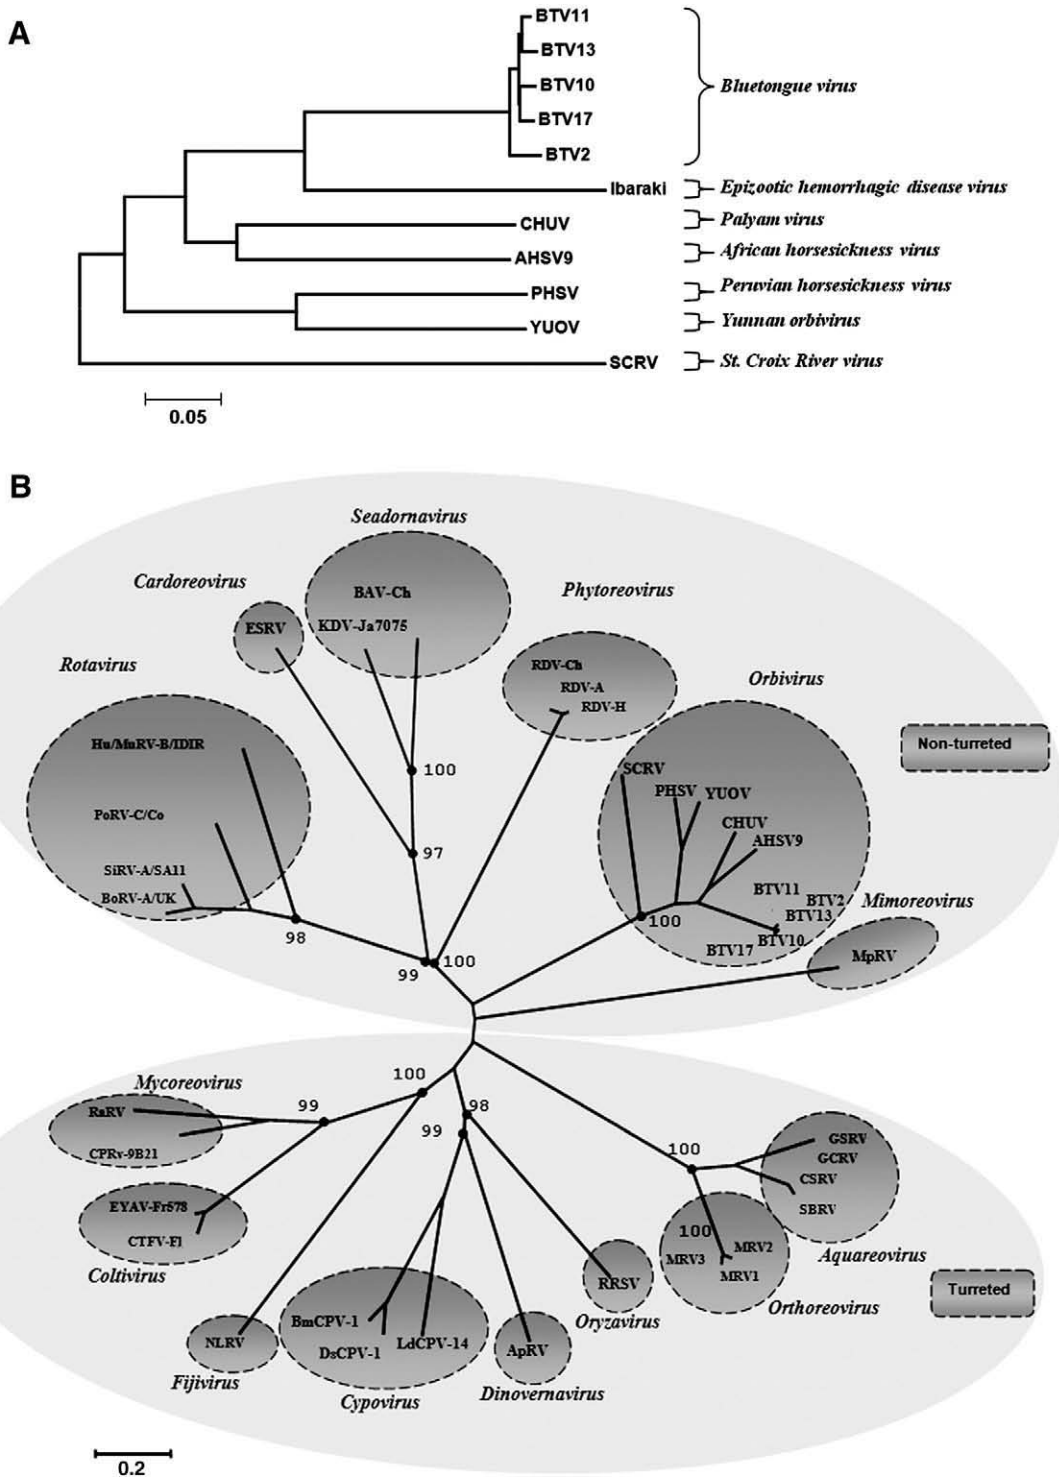 A
BTV11
BTV13
BTV10
BTV17
BTV2
Bluetongue virus
Ibaraki
Epizootic hemorrhagic disease virus
CHUV
Palyam virus
AHSV9
African horsesickness virus
PHSV
Peruvian horsesickness virus
YUOV
Yunnan orbivirus
SCRV
St. Croix River virus
0.05
B
Seadornavirus
Cardoreovirus
BAV-Ch
KDV-Ja7075
ESRV
Phytoreovirus
RDV-Ch
RDV-A
RDV-H
Rotavirus
Hu/MuRV-B/IDIR
PoRV-C/Co
SiRV-A/SA11
BoRV-A/UK
Orbivirus
Non-turreted
SCRV
PHSV YUOV
CHUV
AHSV9
BTV11
BTV2
BTV13
BTV10
BTV17
Mimoreovirus
MpRV
100
97
98
99
100
100
Mycoreovirus
RaRV
CPRv-9B21
99
100
98
99
EYAV-Fr578
CTFV-Fl
Coltivirus
NLRV
Fijivirus
BmCPV-1
DsCPV-1
LdCPV-14
Cypovirus
ApRV
Dinovernavirus
RRSV
Oryzavirus
100
GSRV
GCRV
CSRV
SBRV
Aquareovirus
100
MRV3
MRV2
MRV1
Orthoreovirus
Turreted
0.2